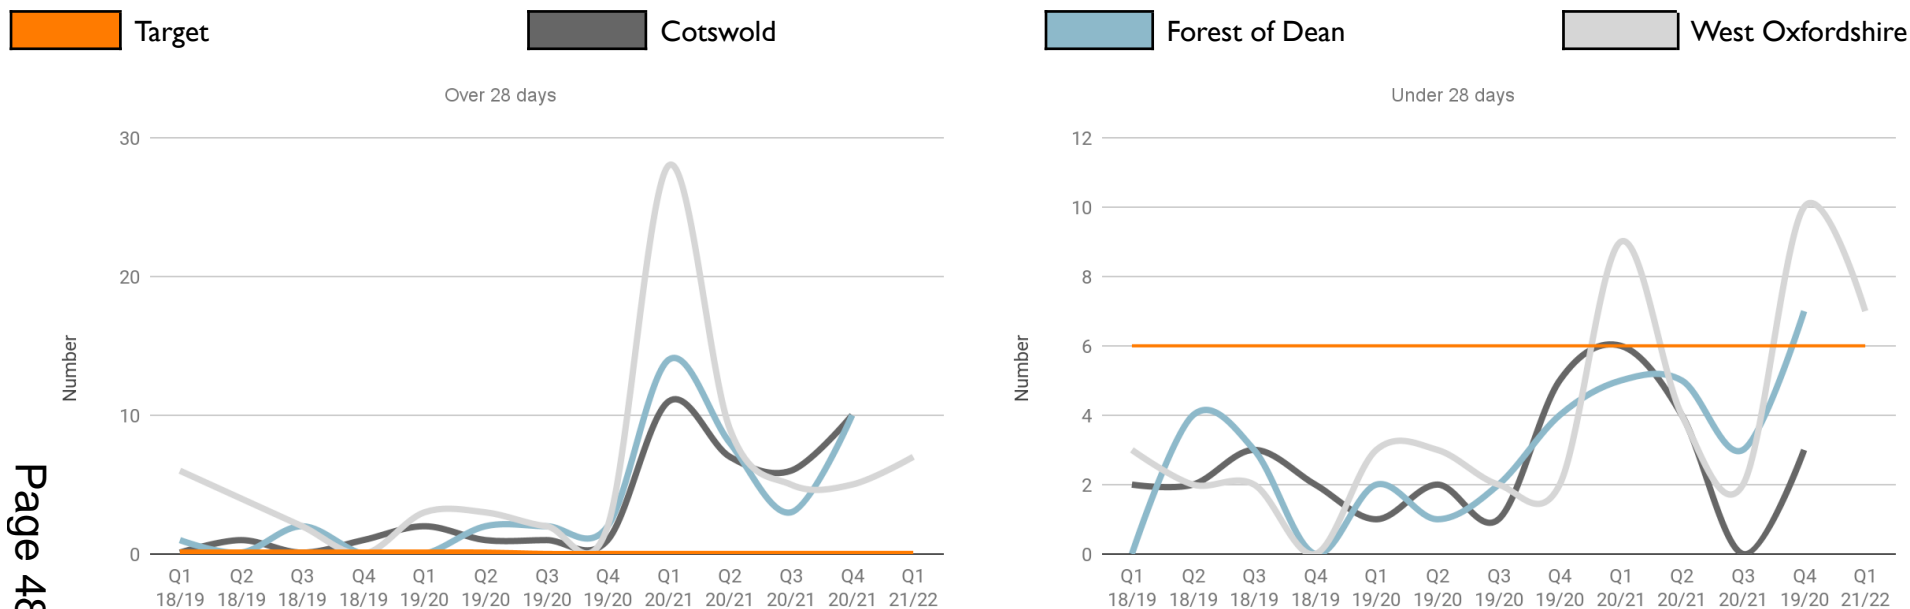 Target
Cotswold
Forest of Dean
West Oxfordshire
Over 28 days
30
20
10
0
Number
Q1 Q2 Q3 Q4 Q1 Q2 Q3 Q4 Q1 Q2 Q3 Q4 Q1
18/19 18/19 18/19 18/19 19/20 19/20 19/20 19/20 20/21 20/21 20/21 20/21 21/22
Under 28 days
12
10
8
6
4
2
0
Number
Q1 Q2 Q3 Q4 Q1 Q2 Q3 Q4 Q1 Q2 Q3 Q4 Q1
18/19 18/19 18/19 18/19 19/20 19/20 19/20 19/20 20/21 20/21 20/21 19/20 21/22
Page 48